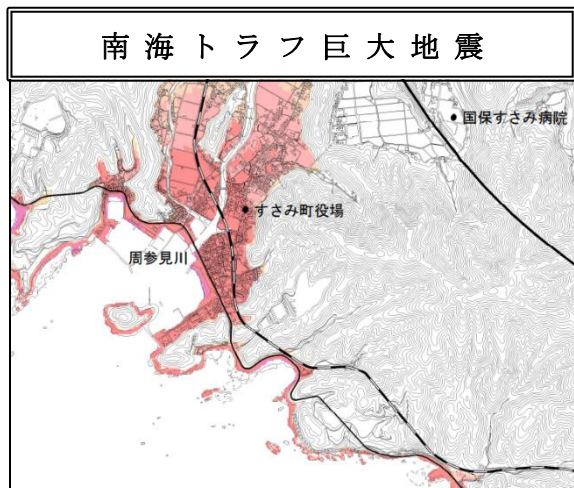 南海トラフ巨大地震
国保すさみ病院
すさみ町役場
周参見川